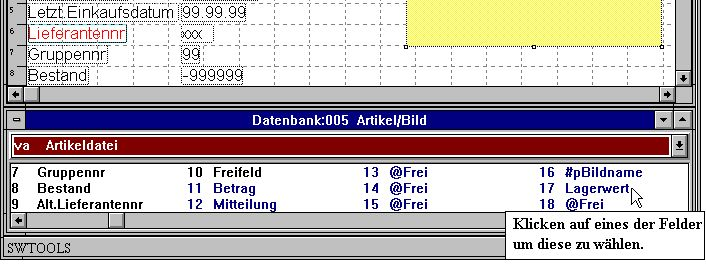 5 Letzt.Einkaufsdatum 99.99.99
6 Lieferantennr xxx
7 Gruppennr 99
8 Bestand -999999
Datenbank:005 Artikel/Bild
va Artikeldatei
7 Gruppennr 10 Freifeld 13 @Frei 16 #pBildname
8 Bestand 11 Betrag 14 @Frei 17 Lagerwert
9 Alt.Lieferantennr 12 Mitteilung 15 @Frei 18 @Frei
Klicken auf eines der Felder
um diese zu wählen.
SWTOOLS